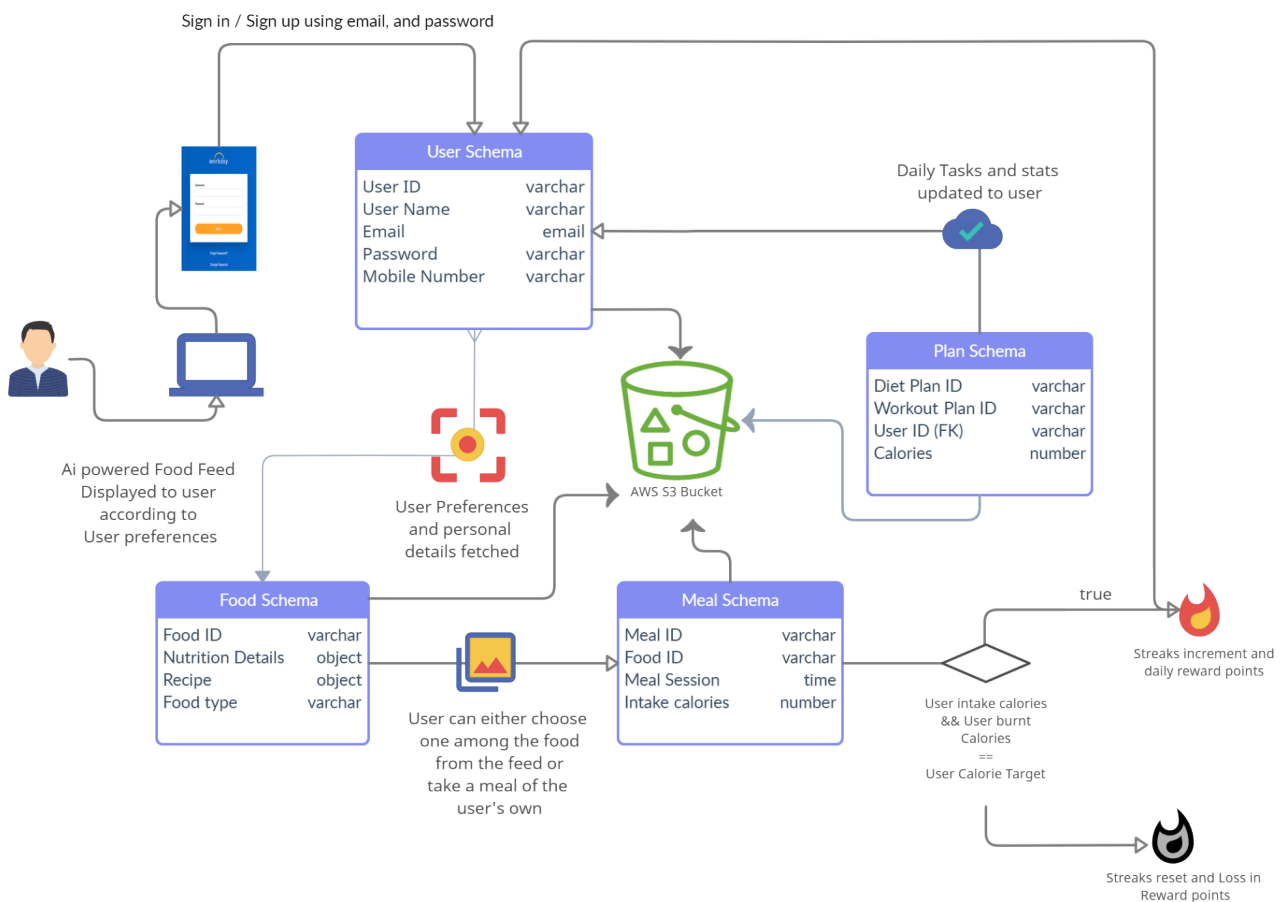 Sign in / Sign up using email, and password
User Schema
User ID varchar
User Name varchar
Email email
Password varchar
Mobile Number varchar
Daily Tasks and stats
updated to user
Plan Schema
Diet Plan ID varchar
Workout Plan ID varchar
User ID (FK) varchar
Calories number
Ai powered Food Feed
Displayed to user
according to
User preferences
User Preferences
and personal
details fetched
AWS S3 Bucket
Food Schema
Food ID varchar
Nutrition Details object
Recipe object
Food type varchar
User can either choose
one among the food
from the feed or
take a meal of the
user's own
Meal Schema
Meal ID varchar
Food ID varchar
Meal Session time
Intake calories number
true
Streaks increment and
daily reward points
User intake calories
&& User burnt
Calories
==
User Calorie Target
Streaks reset and Loss in
Reward points